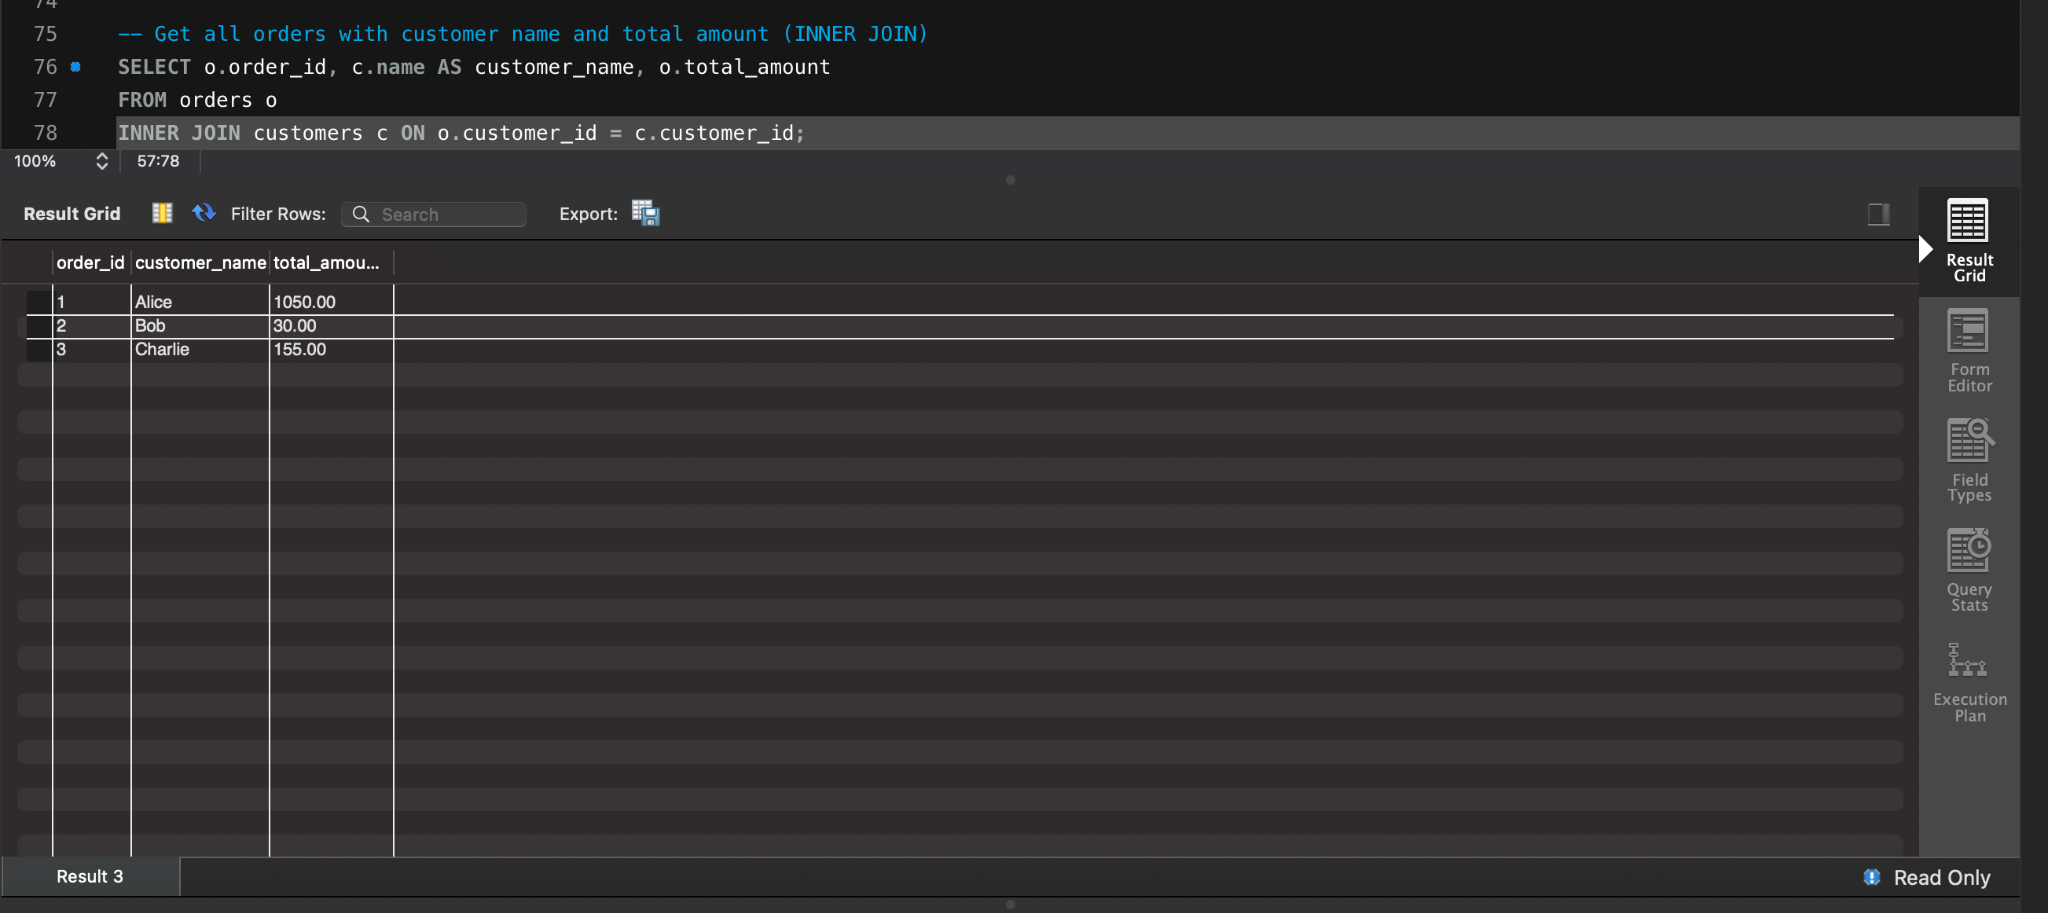 74
75 -- Get all orders with customer name and total amount (INNER JOIN)
76 SELECT o.order_id, c.name AS customer_name, o.total_amount
77 FROM orders o
78 INNER JOIN customers c ON o.customer_id = c.customer_id;
100% 57:78
Result Grid Filter Rows: Search Export:
order_id customer_name total_amou...
1 Alice 1050.00
2 Bob 30.00
3 Charlie 155.00
Result
Grid
Form
Editor
Field
Types
Query
Stats
Execution
Plan
Result 3 Read Only